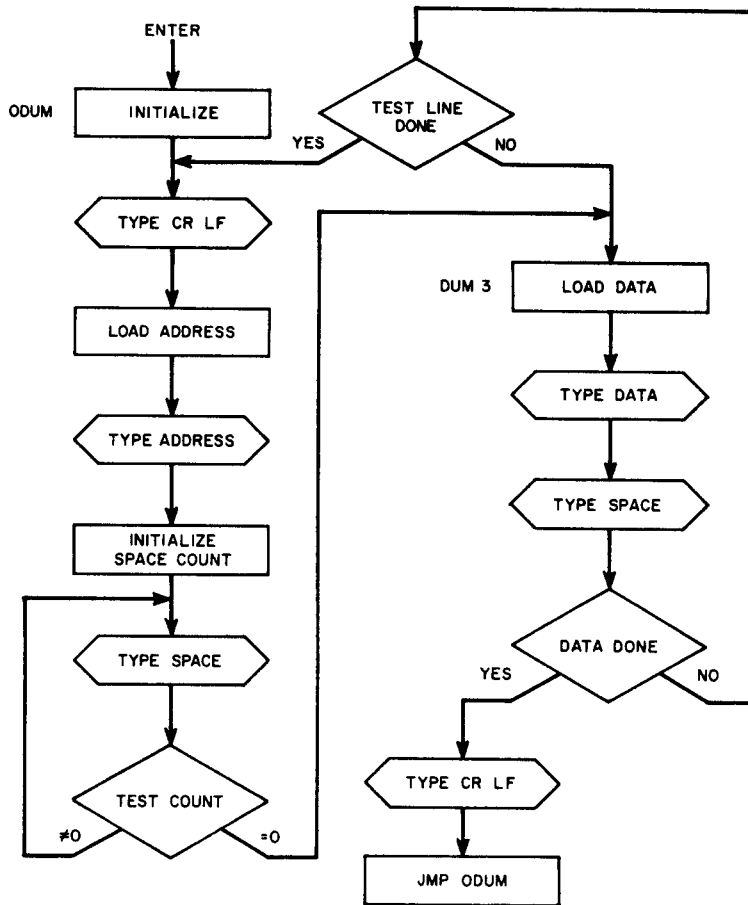 ENTER
ODUM
INITIALIZE
TYPE CR LF
LOAD ADDRESS
TYPE ADDRESS
INITIALIZE
SPACE COUNT
TYPE SPACE
TEST COUNT
≠0
=0
TEST LINE
DONE
YES
NO
DUM 3
LOAD DATA
TYPE DATA
TYPE SPACE
DATA DONE
YES
NO
TYPE CR LF
JMP ODUM